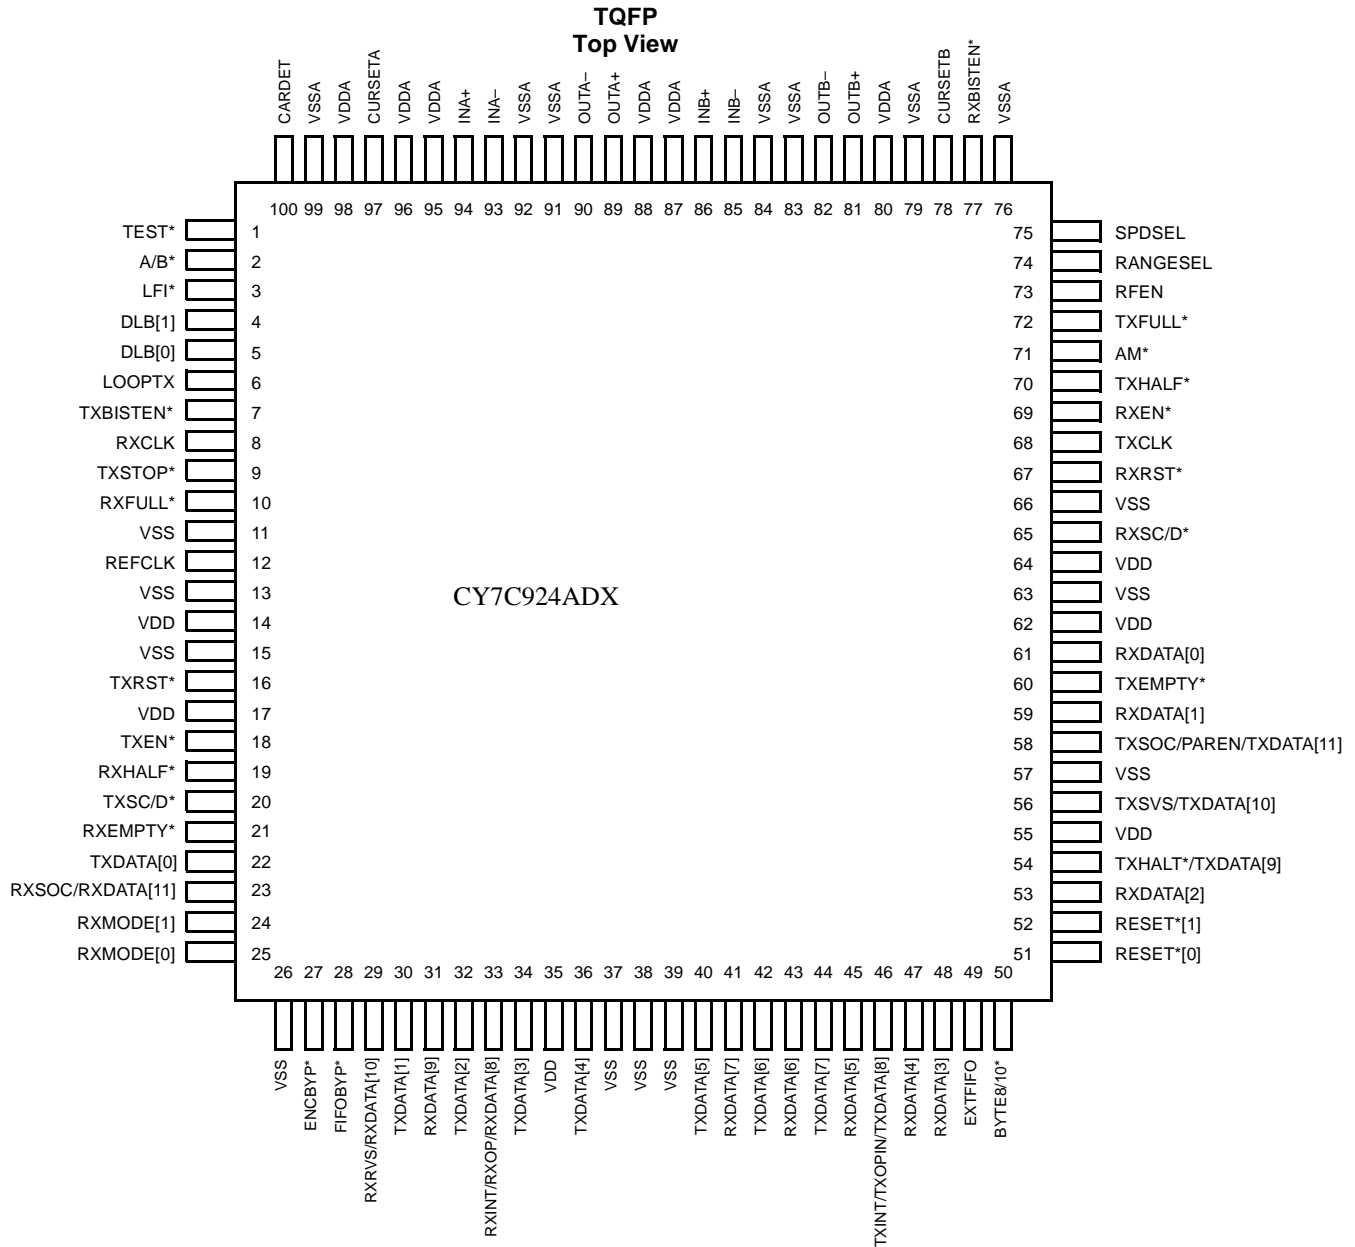 TQFP
Top View
CARDET
VSSA
VDDA
CURSETA
VDDA
VDDA
INA+
INA–
VSSA
VSSA
OUTA–
OUTA+
VDDA
VDDA
INB+
INB–
VSSA
VSSA
OUTB–
OUTB+
VDDA
VSSA
CURSETB
RXBISTEN*
VSSA
100 99 98 97 96 95 94 93 92 91 90 89 88 87 86 85 84 83 82 81 80 79 78 77 76
TEST* 1 75 SPDSEL
A/B* 2 74 RANGESEL
LFI* 3 73 RFEN
DLB[1] 4 72 TXFULL*
DLB[0] 5 71 AM*
LOOPTX 6 70 TXHALF*
TXBISTEN* 7 69 RXEN*
RXCLK 8 68 TXCLK
TXSTOP* 9 67 RXRST*
RXFULL* 10 66 VSS
VSS 11 65 RXSC/D*
REFCLK 12 64 VDD
VSS 13 63 VSS
CY7C924ADX
VDD 14 62 VDD
VSS 15 61 RXDATA[0]
TXRST* 16 60 TXEMPTY*
VDD 17 59 RXDATA[1]
TXEN* 18 58 TXSOC/PAREN/TXDATA[11]
RXHALF* 19 57 VSS
TXSC/D* 20 56 TXSVS/TXDATA[10]
RXEMPTY* 21 55 VDD
TXDATA[0] 22 54 TXHALT*/TXDATA[9]
RXSOC/RXDATA[11] 23 53 RXDATA[2]
RXMODE[1] 24 52 RESET*[1]
RXMODE[0] 25 51 RESET*[0]
26 27 28 29 30 31 32 33 34 35 36 37 38 39 40 41 42 43 44 45 46 47 48 49 50
VSS
ENCBYP*
FIFOBYP*
RXRVS/RXDATA[10]
TXDATA[1]
RXDATA[9]
TXDATA[2]
RXINT/RXOP/RXDATA[8]
TXDATA[3]
VDD
TXDATA[4]
VSS
VSS
VSS
TXDATA[5]
RXDATA[7]
TXDATA[6]
RXDATA[6]
TXDATA[7]
RXDATA[5]
TXINT/TXOPIN/TXDATA[8]
RXDATA[4]
RXDATA[3]
EXTFIFO
BYTE8/10*